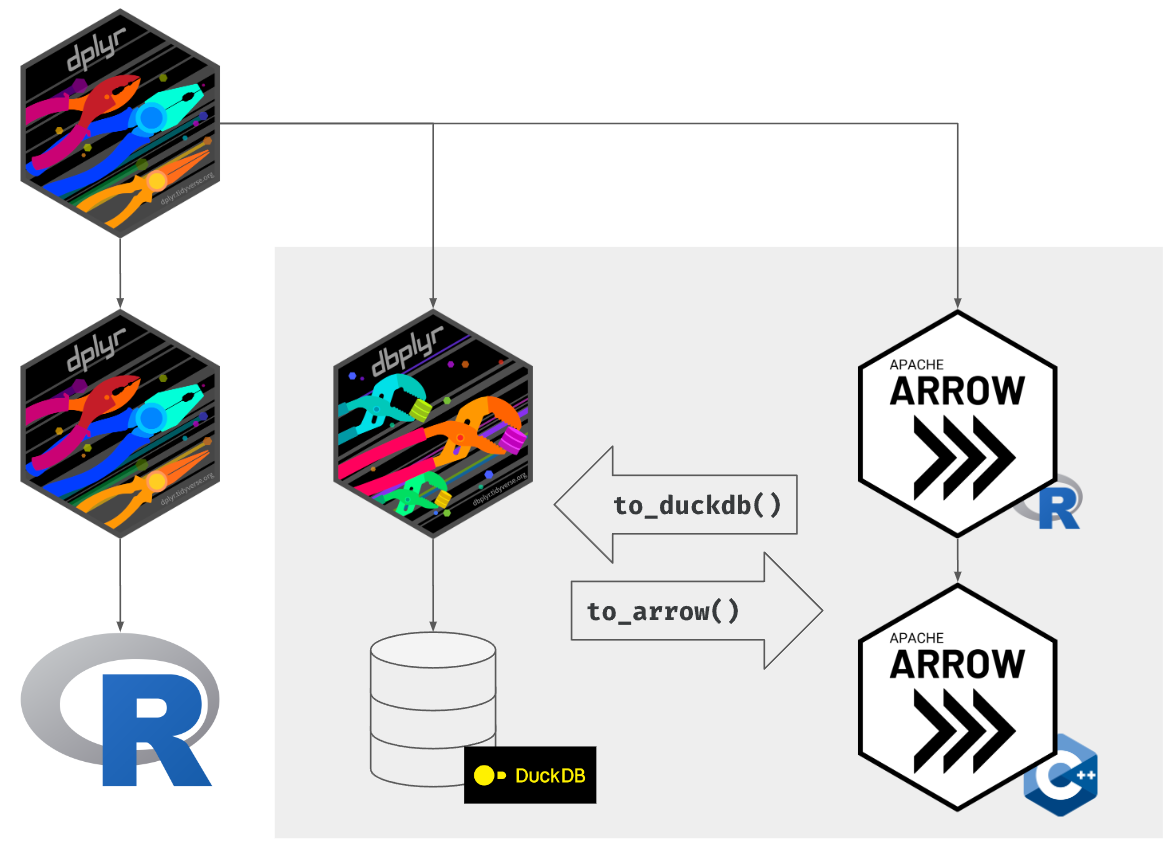 dplyr
dplyr.tidyverse.org
dplyr
dplyr.tidyverse.org
R
dbplyr
dbplyr.tidyverse.org
DuckDB
to_duckdb()
to_arrow()
APACHE
ARROW
R
APACHE
ARROW
C++